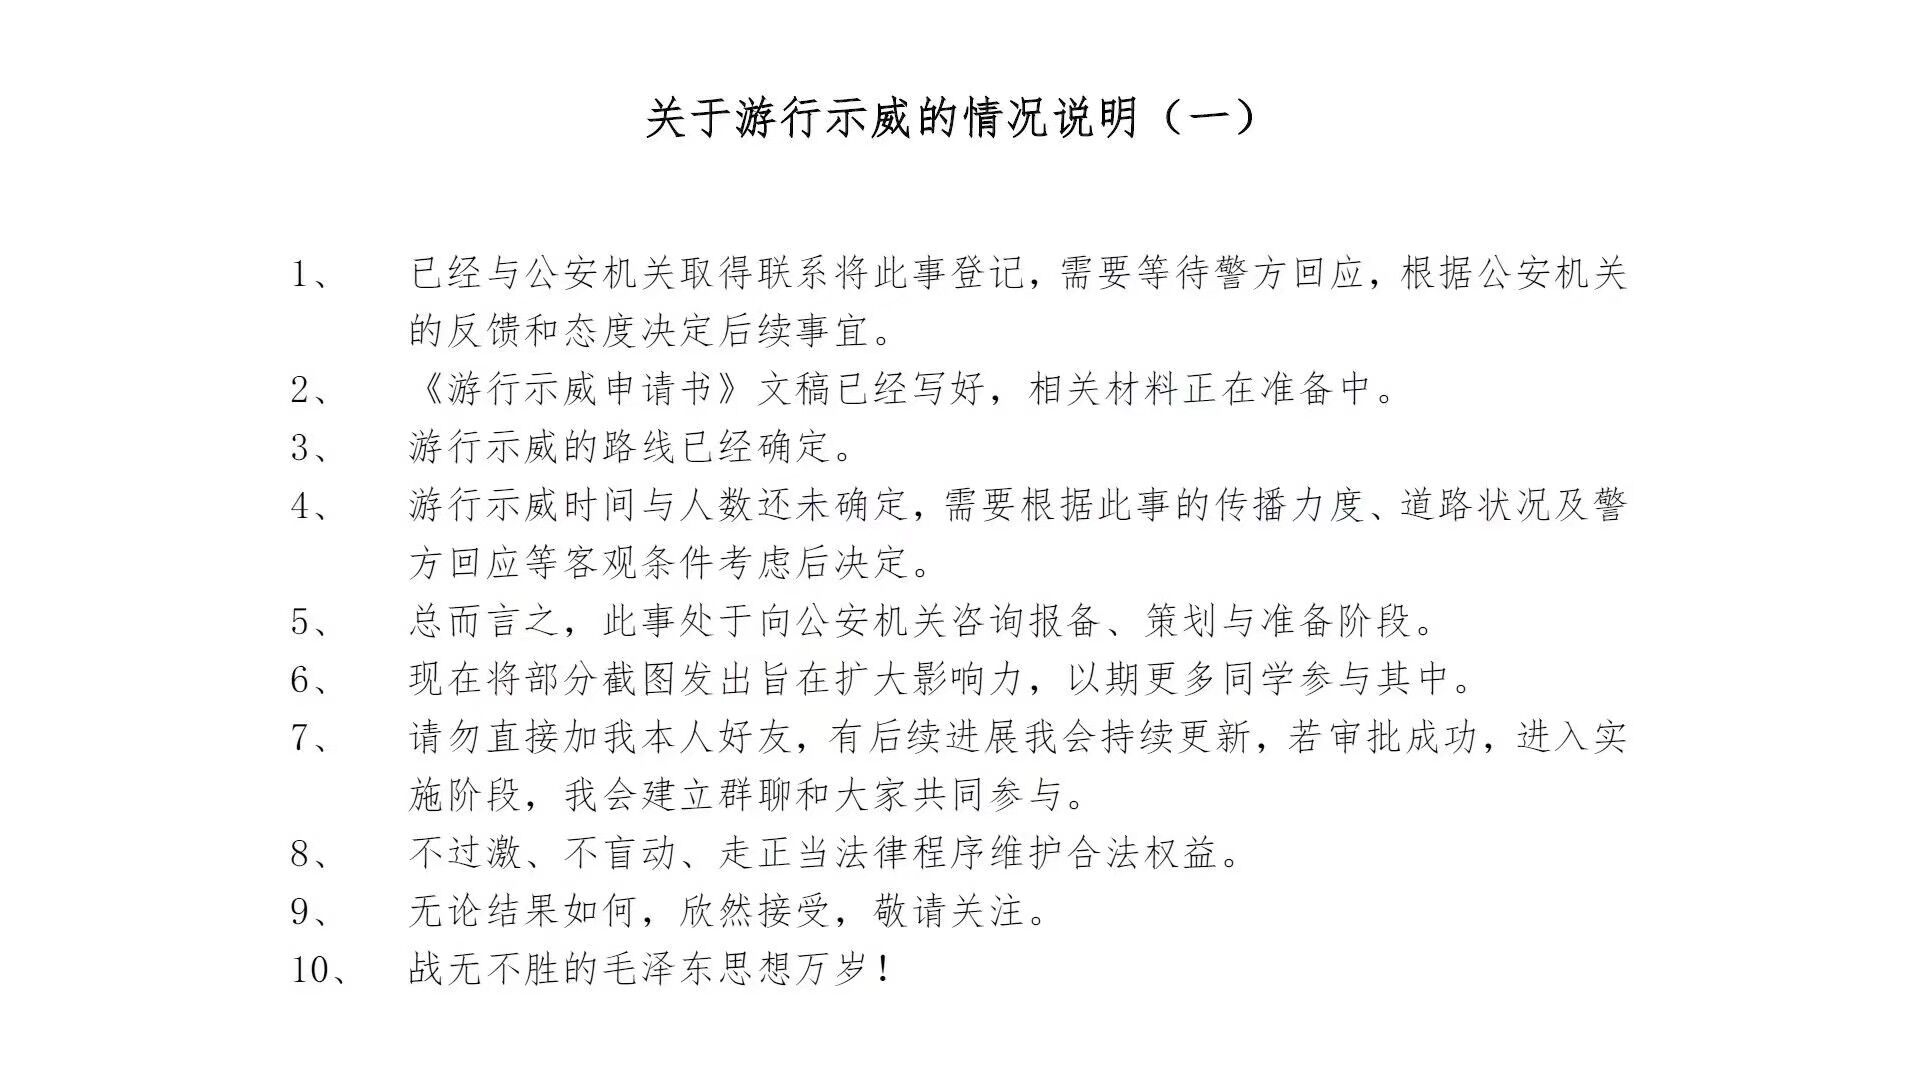 关于游行示威的情况说明（一）
1、 已经与公安机关取得联系将此事登记，需要等待警方回应，根据公安机关
的反馈和态度决定后续事宜。
2、 《游行示威申请书》文稿已经写好，相关材料正在准备中。
3、 游行示威的路线已经确定。
4、 游行示威时间与人数还未确定，需要根据此事的传播力度、道路状况及警
方回应等客观条件考虑后决定。
5、 总而言之，此事处于向公安机关咨询报备、策划与准备阶段。
6、 现在将部分截图发出旨在扩大影响力，以期更多同学参与其中。
7、 请勿直接加我本人好友，有后续进展我会持续更新，若审批成功，进入实
施阶段，我会建立群聊和大家共同参与。
8、 不过激、不盲动、走正当法律程序维护合法权益。
9、 无论结果如何，欣然接受，敬请关注。
10、 战无不胜的毛泽东思想万岁！